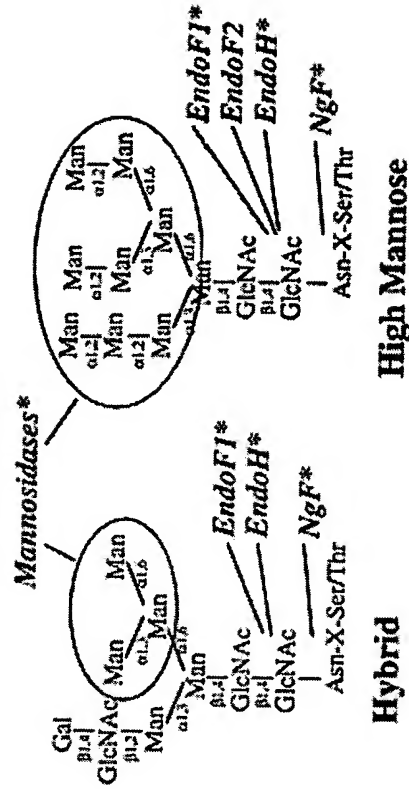 Mannosidases*
Gal
β1,4
GlcNAc
β1,2
Man
Man
Man
α1,3
α1,6
Man
α1,3
α1,6
Man
β1,4
GlcNAc
β1,4
GlcNAc
Asn-X-Ser/Thr
EndoF1*
EndoH*
NgF*
Hybrid
Man
Man
Man
α1,2
α1,2
α1,2
Man
Man
Man
α1,2
α1,3
α1,6
Man
Man
α1,3
α1,6
Man
β1,4
GlcNAc
β1,4
GlcNAc
Asn-X-Ser/Thr
EndoF1*
EndoF2
EndoH*
NgF*
High Mannose